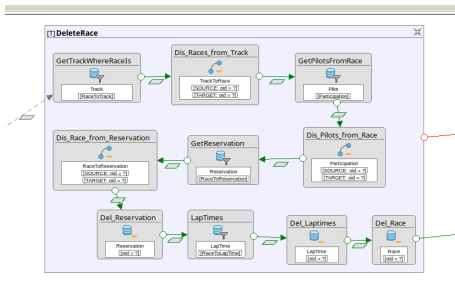 [T] DeleteRace
GetTrackWhereRaceIs
Track
[RaceToTrack]
Dis_Races_from_Track
TrackToRace
[SOURCE: oid = ?]
[TARGET: oid = ?]
GetPilotsFromRace
Pilot
[Participation]
Dis_Race_from_Reservation
RaceToReservation
[SOURCE: oid = ?]
[TARGET: oid = ?]
GetReservation
Reservation
[RaceToReservation]
Dis_Pilots_from_Race
Participation
[SOURCE: oid = ?]
[TARGET: oid = ?]
Del_Reservation
Reservation
[oid = ?]
LapTimes
LapTime
[RaceToLapTime]
Del_Laptimes
LapTime
[oid = ?]
Del_Race
Race
[oid = ?]